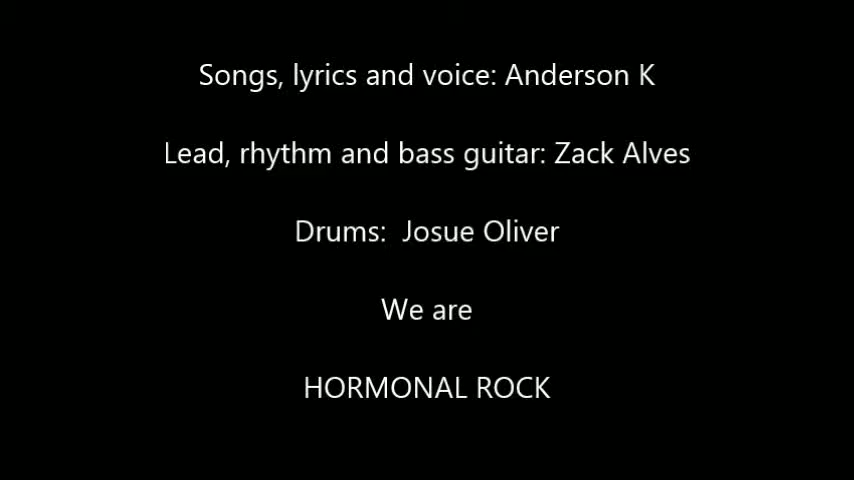 Songs, lyrics and voice: Anderson K
Lead, rhythm and bass guitar: Zack Alves
Drums:  Josue Oliver
We are
HORMONAL ROCK